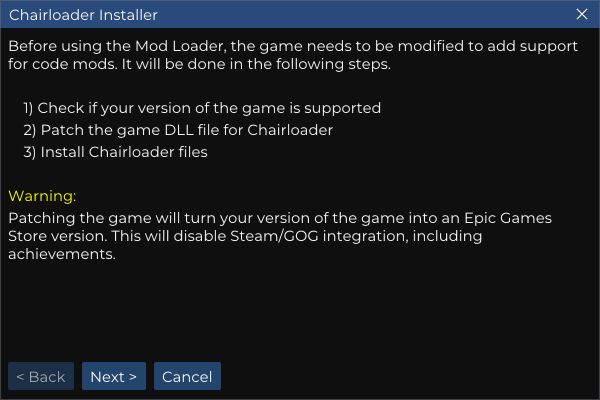 Chairloader Installer
Before using the Mod Loader, the game needs to be modified to add support
for code mods. It will be done in the following steps.
1) Check if your version of the game is supported
2) Patch the game DLL file for Chairloader
3) Install Chairloader files
Warning:
Patching the game will turn your version of the game into an Epic Games
Store version. This will disable Steam/GOG integration, including
achievements.
< Back Next > Cancel